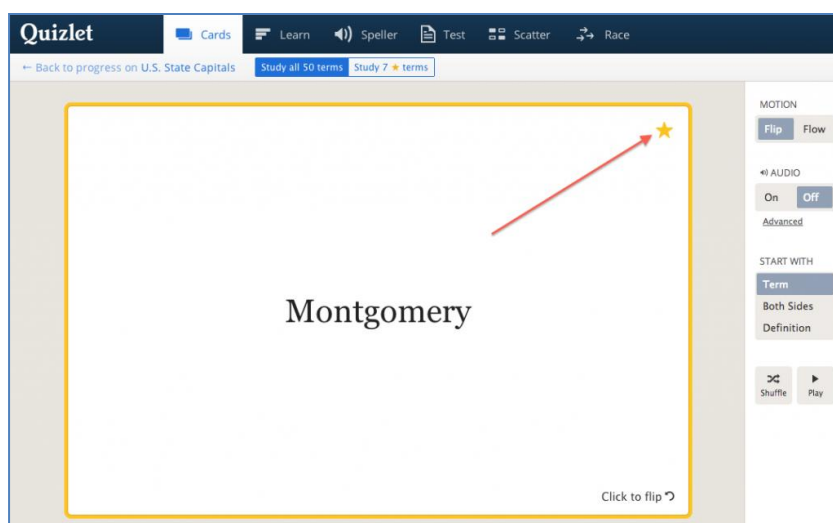 Quizlet
Cards
Learn
Speller
Test
Scatter
Race
← Back to progress on U.S. State Capitals
Study all 50 terms
Study 7 ★ terms
Montgomery
Click to flip
MOTION
Flip
Flow
AUDIO
On
Off
Advanced
START WITH
Term
Both Sides
Definition
Shuffle
Play